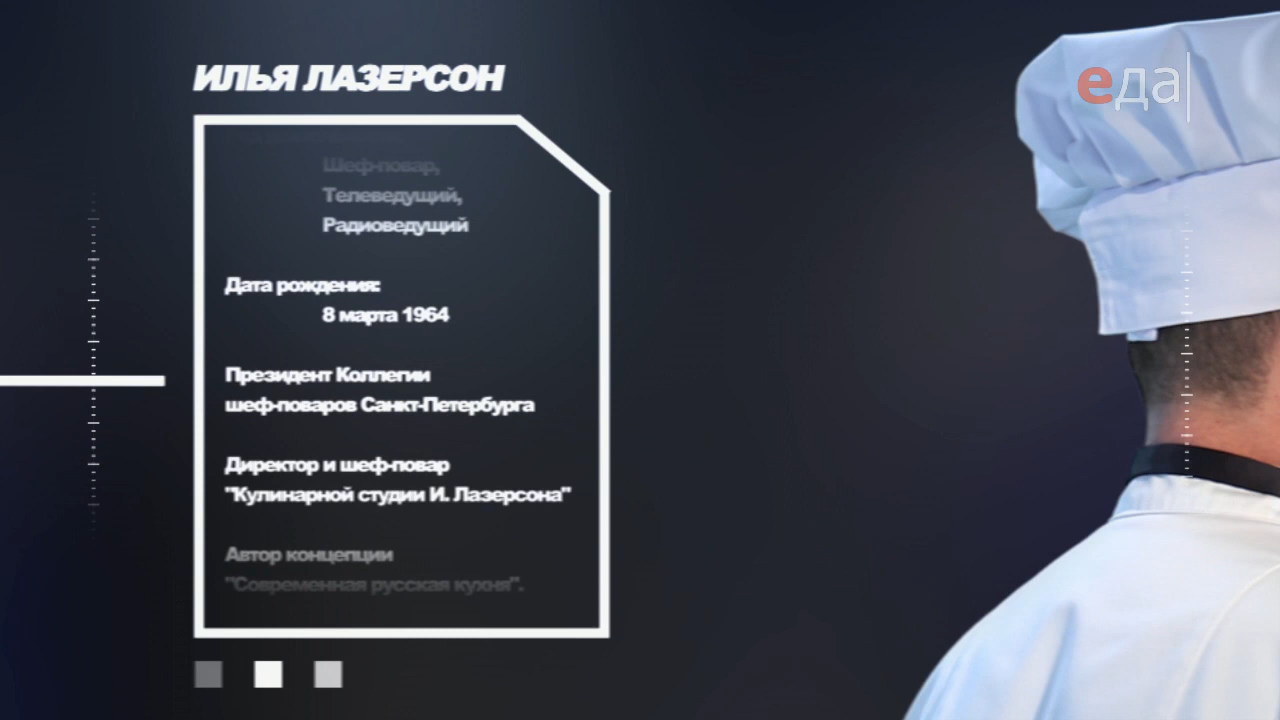 ИЛЬЯ ЛАЗЕРСОН
еда
Шеф-повар,
Телеведущий,
Радиоведущий
Дата рождения:
8 марта 1964
Президент Коллегии
шеф-поваров Санкт-Петербурга
Директор и шеф-повар
"Кулинарной студии И. Лазерсона"
Автор концепции
"Современная русская кухня".